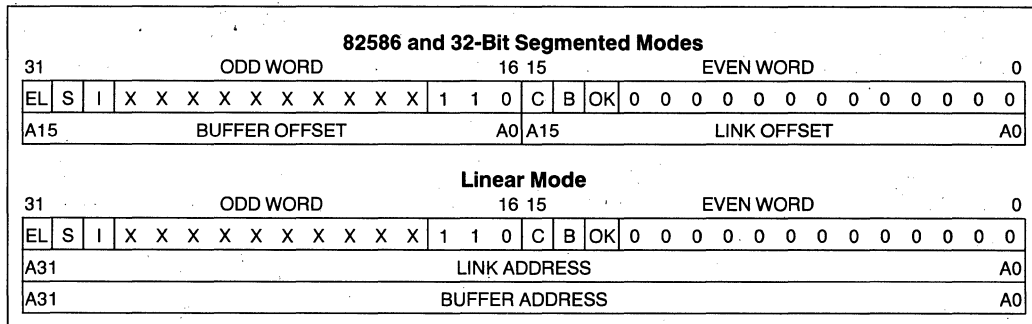 82586 and 32-Bit Segmented Modes
31 ODD WORD 16 15 EVEN WORD 0
EL S I X X X X X X X X X X 1 1 0 C B OK 0 0 0 0 0 0 0 0 0 0 0 0 0
A15 BUFFER OFFSET A0 A15 LINK OFFSET A0
Linear Mode
31 ODD WORD 16 15 EVEN WORD 0
EL S I X X X X X X X X X X 1 1 0 C B OK 0 0 0 0 0 0 0 0 0 0 0 0 0
A31 LINK ADDRESS A0
A31 BUFFER ADDRESS A0